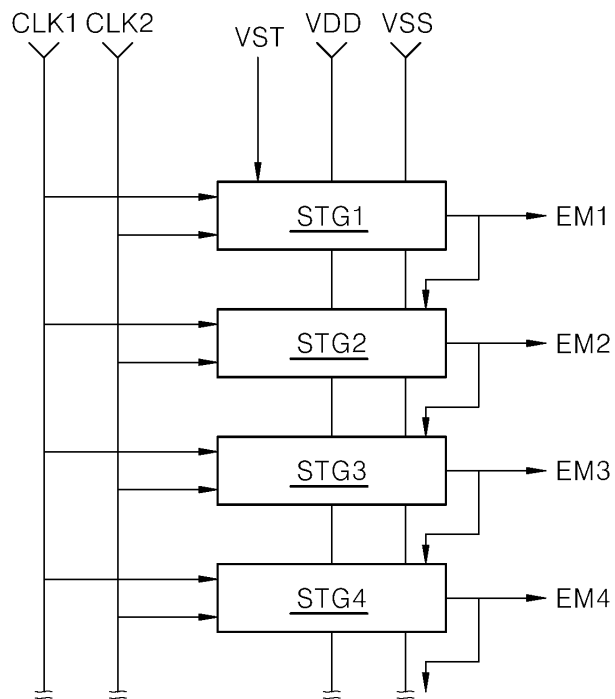 CLK1 CLK2 VST VDD VSS
STG1 EM1
STG2 EM2
STG3 EM3
STG4 EM4